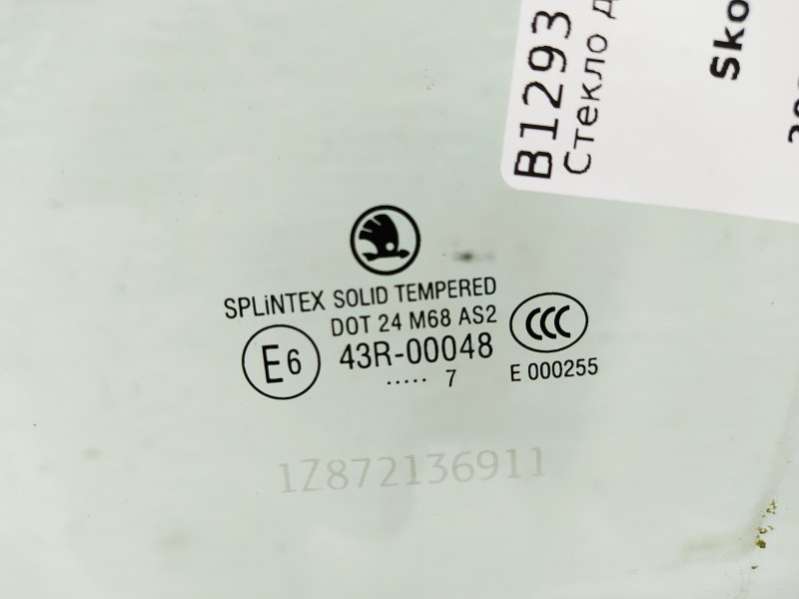 B1293
Стекло
Sko
SPLiNTEX SOLID TEMPERED
DOT 24 M68 AS2
CCC
E6
43R-00048
..... 7
E 000255
1Z872136911